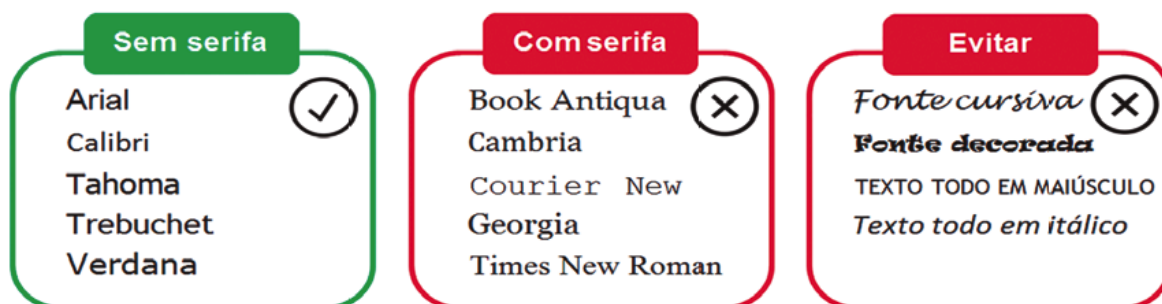 Sem serifa
Arial
Calibri
Tahoma
Trebuchet
Verdana
Com serifa
Book Antiqua
Cambria
Courier New
Georgia
Times New Roman
Evitar
Fonte cursiva
Fonte decorada
TEXTO TODO EM MAIÚSCULO
Texto todo em itálico